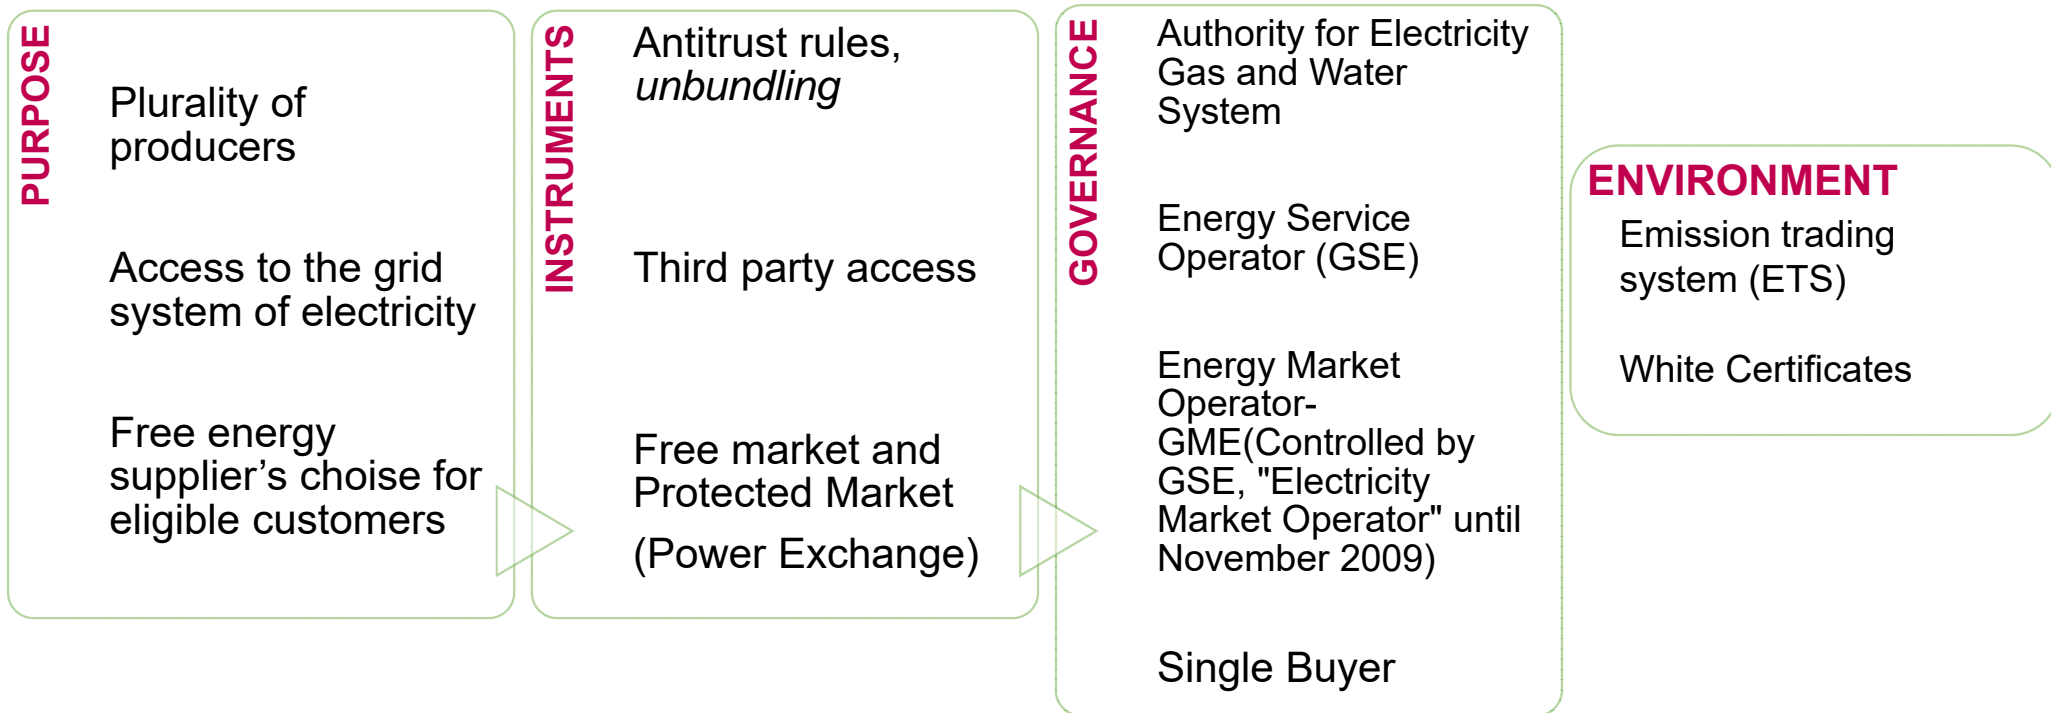 PURPOSE
Plurality of
producers
Access to the grid
system of electricity
Free energy
supplier’s choise for
eligible customers
INSTRUMENTS
Antitrust rules,
unbundling
Third party access
Free market and
Protected Market
(Power Exchange)
GOVERNANCE
Authority for Electricity
Gas and Water
System
Energy Service
Operator (GSE)
Energy Market
Operator-
GME(Controlled by
GSE, "Electricity
Market Operator" until
November 2009)
Single Buyer
ENVIRONMENT
Emission trading
system (ETS)
White Certificates